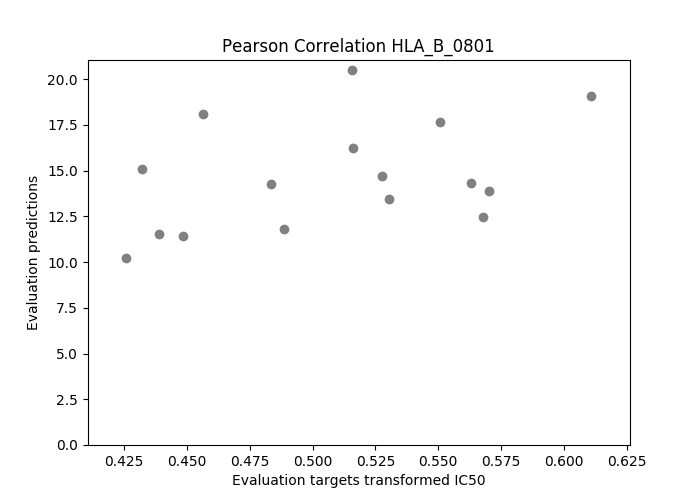 Pearson Correlation HLA_B_0801
Evaluation predictions
20.0
17.5
15.0
12.5
10.0
7.5
5.0
2.5
0.0
0.425 0.450 0.475 0.500 0.525 0.550 0.575 0.600 0.625
Evaluation targets transformed IC50